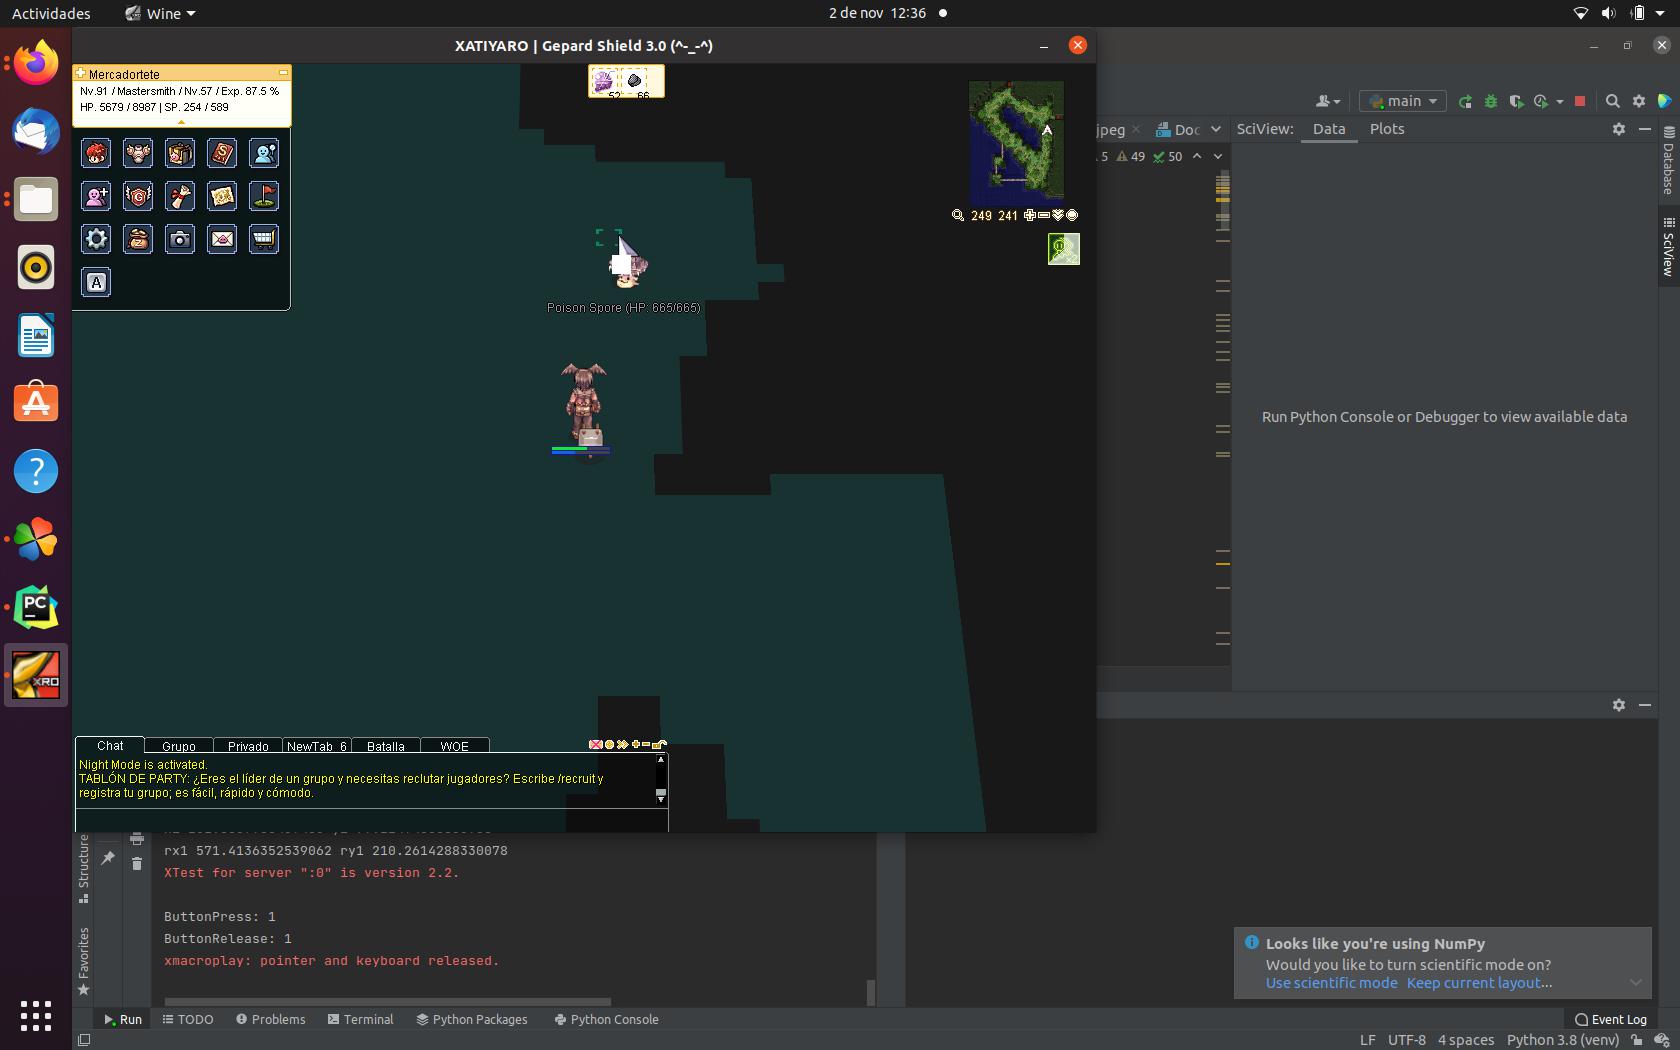 Actividades
Wine
2 de nov 12:36
XATIYARO | Gepard Shield 3.0 (^-_-^)
Mercadortete
Nv.91 / Mastersmith / Nv.57 / Exp. 87.5 %
HP. 5679 / 8987 | SP. 254 / 589
A
52
66
249 241
main
jpeg
Doc
SciView:
Data
Plots
5
49
50
Database
SciView
Run Python Console or Debugger to view available data
Poison Spore (HP: 665/665)
PC
XRO
Chat
Grupo
Privado
NewTab_6
Batalla
WOE
Night Mode is activated.
TABLÓN DE PARTY: ¿Eres el líder de un grupo y necesitas reclutar jugadores? Escribe /recruit y
registra tu grupo; es fácil, rápido y cómodo.
rx1 571.4136352539062 ry1 210.2614288330078
XTest for server ":0" is version 2.2.
ButtonPress: 1
ButtonRelease: 1
xmacroplay: pointer and keyboard released.
Structure
Favorites
Looks like you're using NumPy
Would you like to turn scientific mode on?
Use scientific mode
Keep current layout...
Run
TODO
Problems
Terminal
Python Packages
Python Console
Event Log
LF
UTF-8
4 spaces
Python 3.8 (venv)